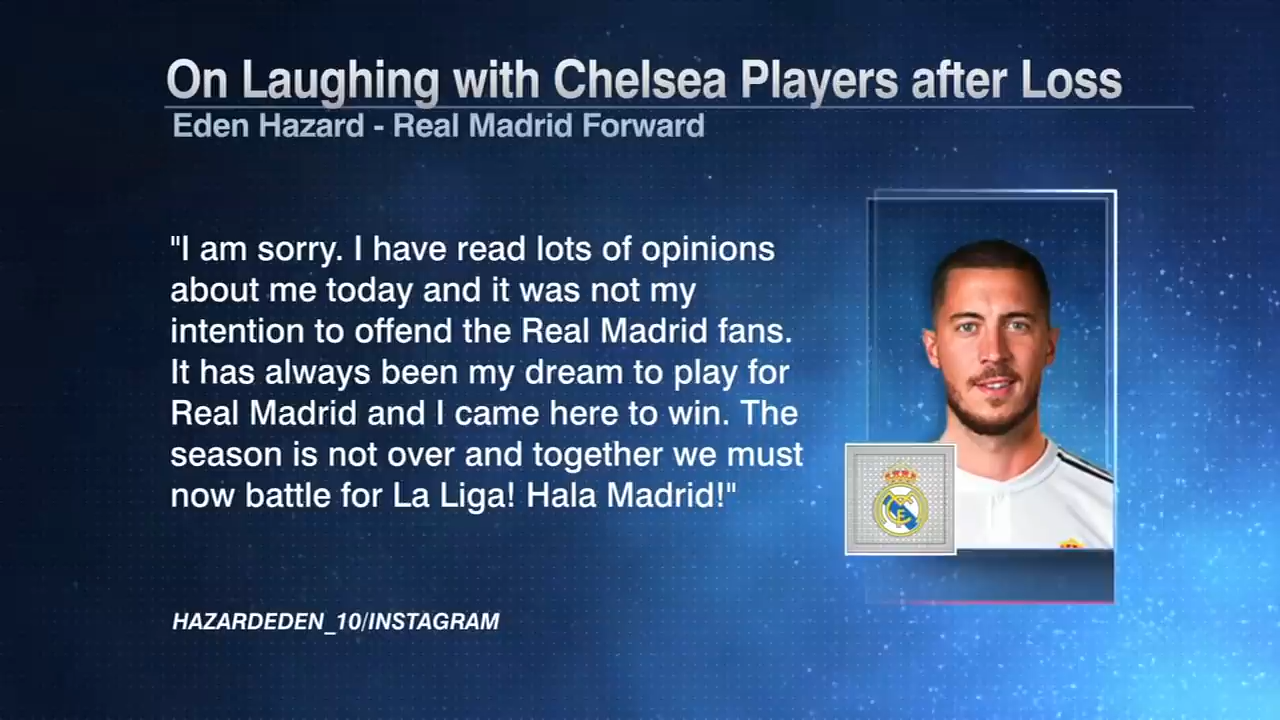 On Laughing with Chelsea Players after Loss
Eden Hazard - Real Madrid Forward
"I am sorry. I have read lots of opinions
about me today and it was not my
intention to offend the Real Madrid fans.
It has always been my dream to play for
Real Madrid and I came here to win. The
season is not over and together we must
now battle for La Liga! Hala Madrid!"
HAZARDEDEN_10/INSTAGRAM